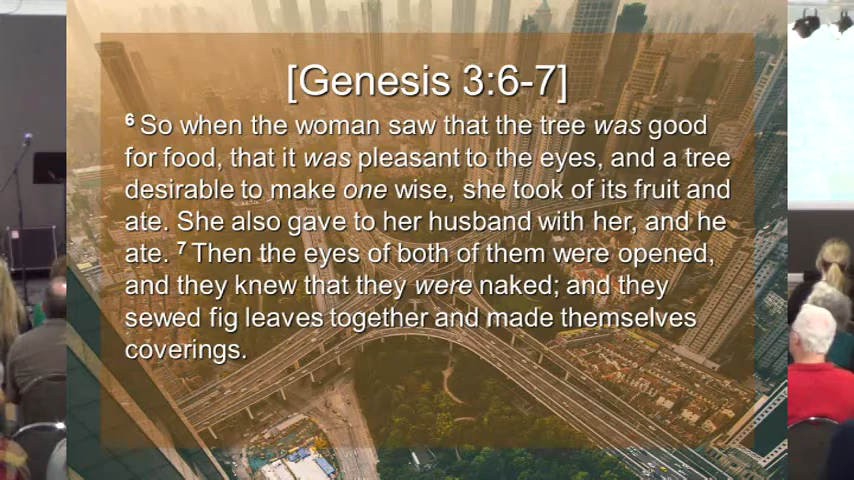 [Genesis 3:6-7]
6 So when the woman saw that the tree was good
for food, that it was pleasant to the eyes, and a tree
desirable to make one wise, she took of its fruit and
ate. She also gave to her husband with her, and he
ate. 7 Then the eyes of both of them were opened,
and they knew that they were naked; and they
sewed fig leaves together and made themselves
coverings.